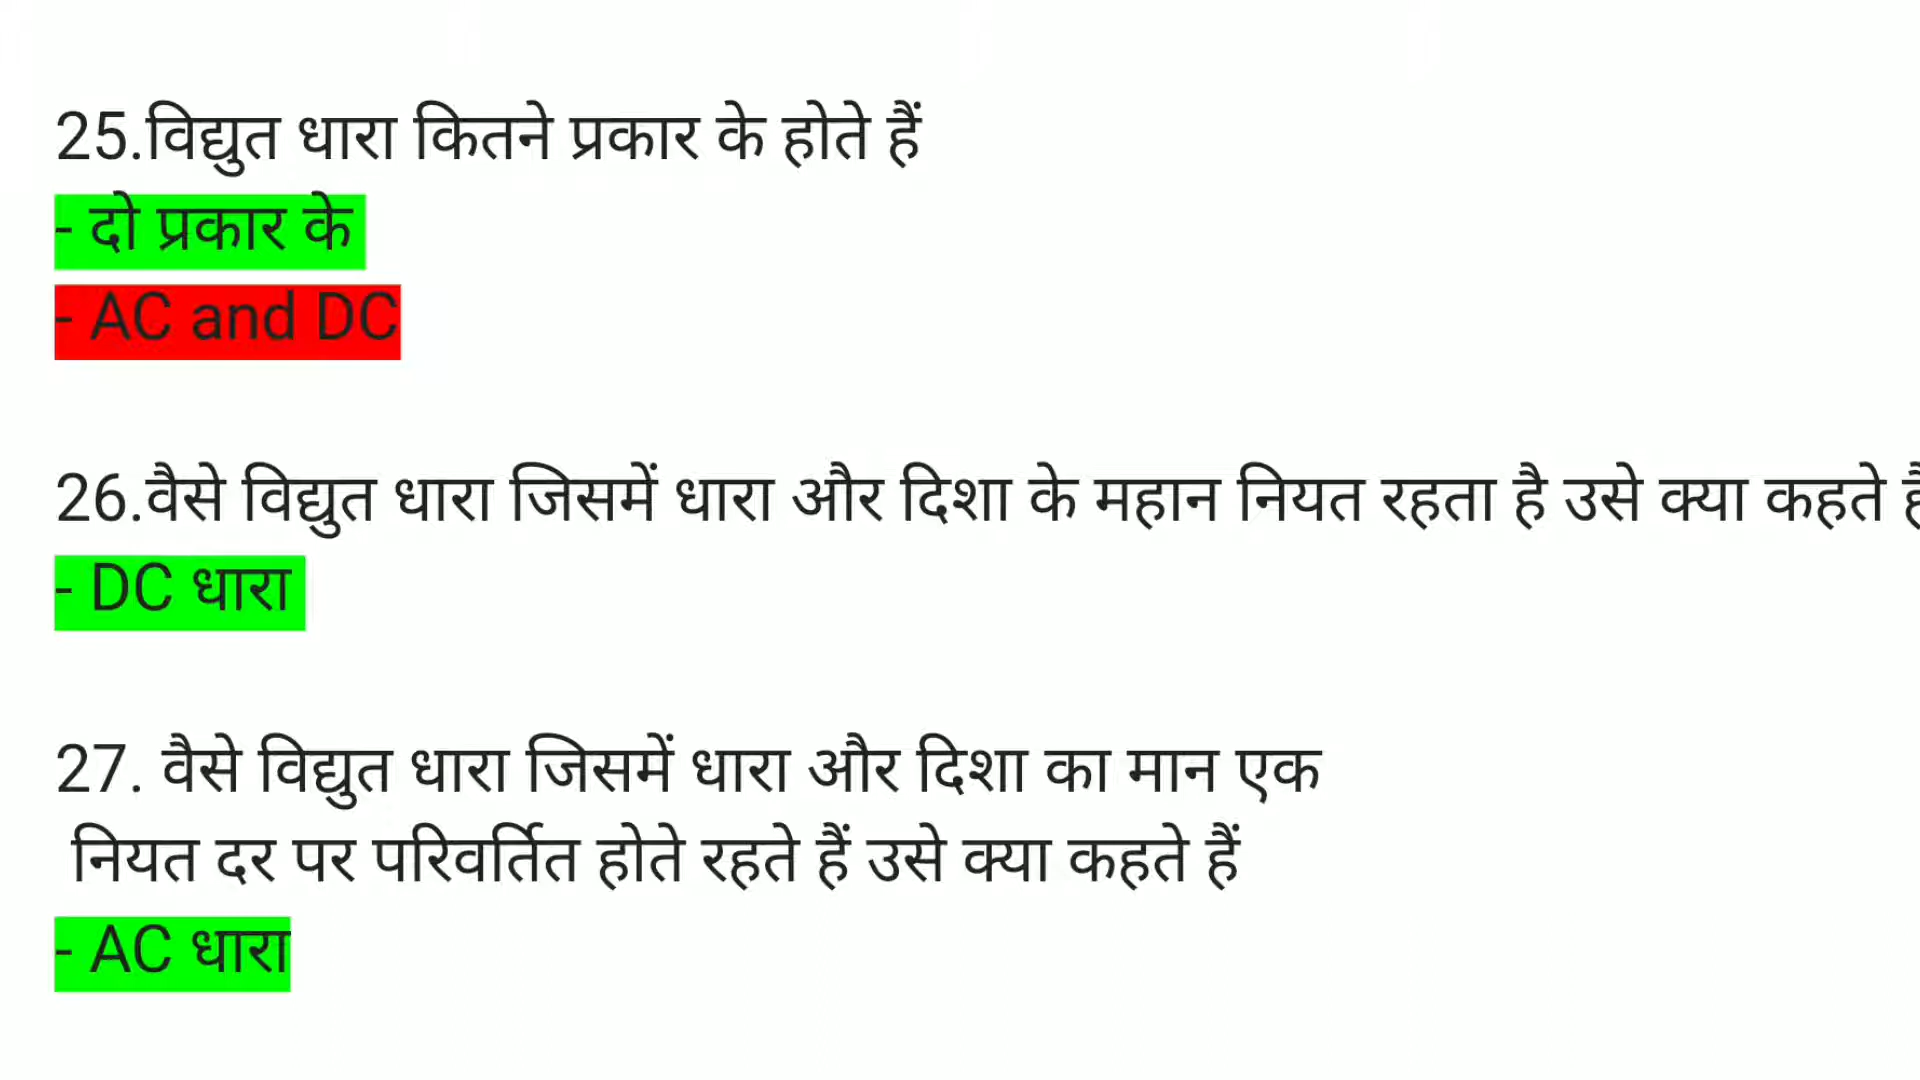 25.विद्युत धारा कितने प्रकार के होते हैं
- दो प्रकार के
- AC and DC
26.वैसे विद्युत धारा जिसमें धारा और दिशा के महान नियत रहता है उसे क्या कहते
27. वैसे विद्युत धारा जिसमें धारा और दिशा का मान एक
नियत दर पर परिवर्तित होते रहते हैं उसे क्या कहते हैं
- DC धारा
- AC धारा